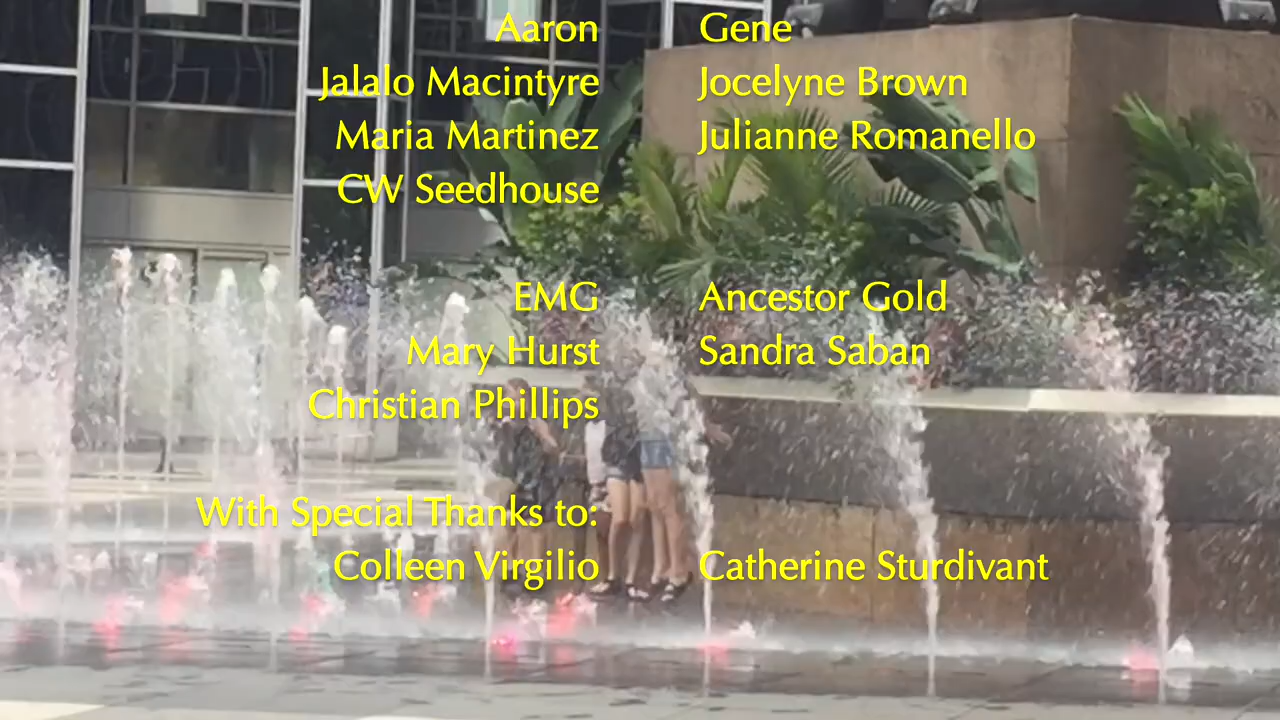 Aaron Gene
Jalalo Macintyre Jocelyne Brown
Maria Martinez Julianne Romanello
CW Seedhouse
EMG Ancestor Gold
Mary Hurst Sandra Saban
Christian Phillips
With Special Thanks to:
Colleen Virgilio Catherine Sturdivant